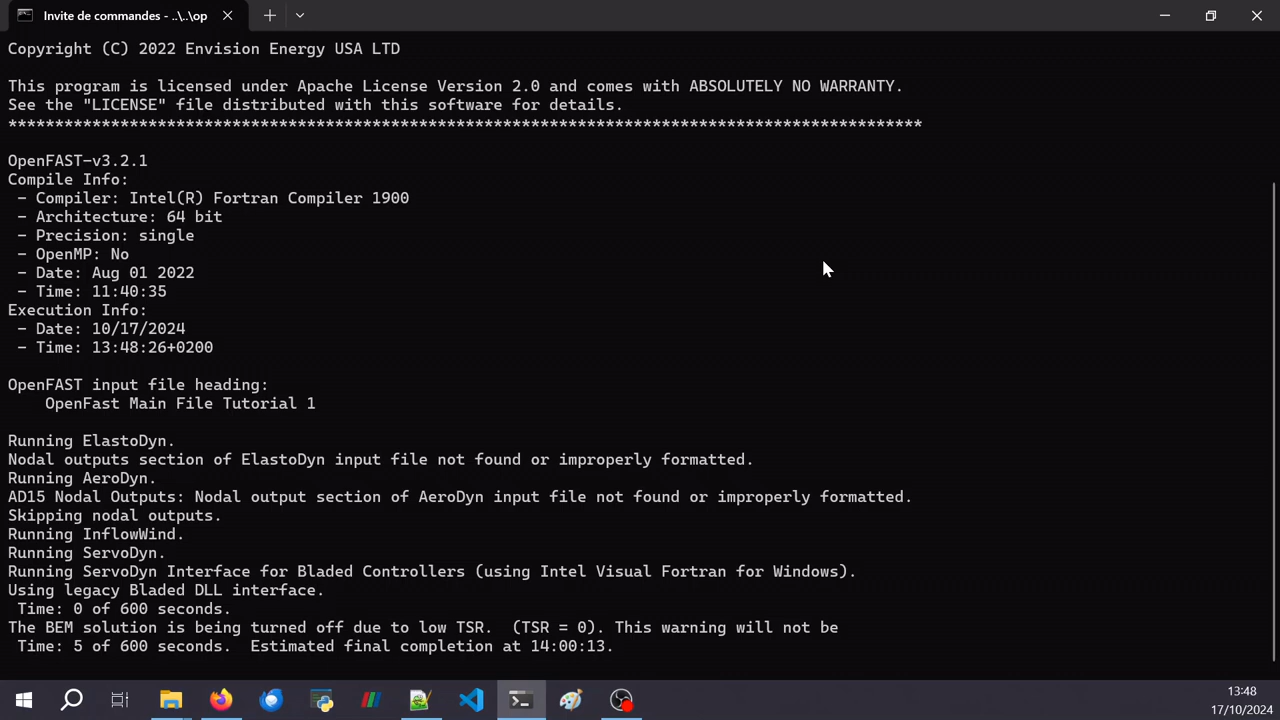 Invite de commandes - ..\..\op
Copyright (C) 2022 Envision Energy USA LTD
This program is licensed under Apache License Version 2.0 and comes with ABSOLUTELY NO WARRANTY.
See the "LICENSE" file distributed with this software for details.
**************************************************************************************************
OpenFAST-v3.2.1
Compile Info:
- Compiler: Intel(R) Fortran Compiler 1900
- Architecture: 64 bit
- Precision: single
- OpenMP: No
- Date: Aug 01 2022
- Time: 11:40:35
Execution Info:
- Date: 10/17/2024
- Time: 13:48:26+0200
OpenFAST input file heading:
OpenFast Main File Tutorial 1
Running ElastoDyn.
Nodal outputs section of ElastoDyn input file not found or improperly formatted.
Running AeroDyn.
AD15 Nodal Outputs: Nodal output section of AeroDyn input file not found or improperly formatted.
Skipping nodal outputs.
Running InflowWind.
Running ServoDyn.
Running ServoDyn Interface for Bladed Controllers (using Intel Visual Fortran for Windows).
Using legacy Bladed DLL interface.
Time: 0 of 600 seconds.
The BEM solution is being turned off due to low TSR.  (TSR = 0). This warning will not be
Time: 5 of 600 seconds.  Estimated final completion at 14:00:13.
13:48
17/10/2024